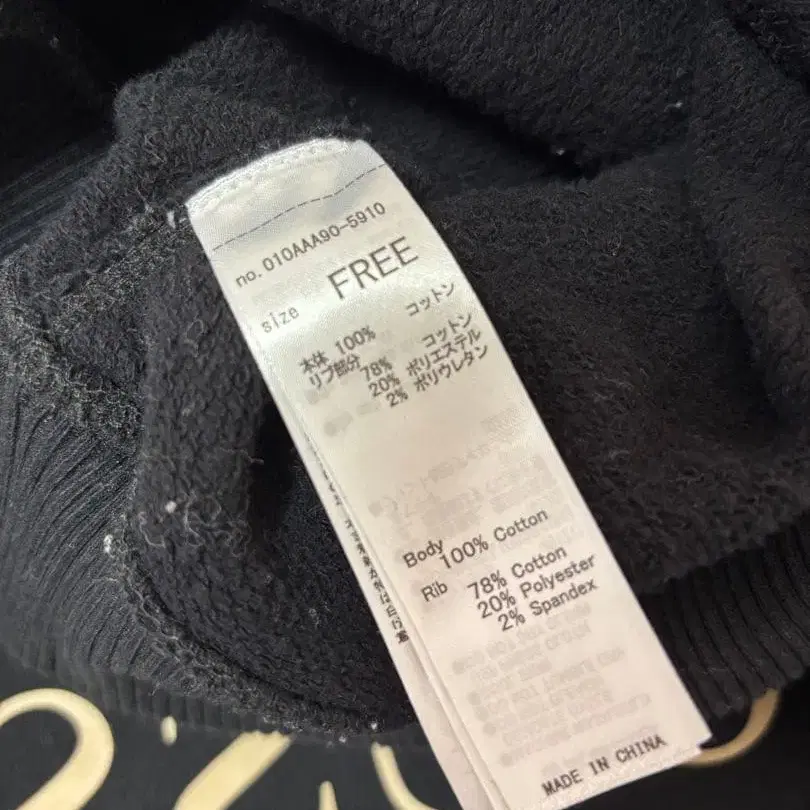 no.010AAA90-5910
size FREE
本体 100% コットン
リブ部分 78% コットン
20% ポリエステル
2% ポリウレタン
Body 100% Cotton
Rib 78% Cotton
20% Polyester
2% Spandex
MADE IN CHINA